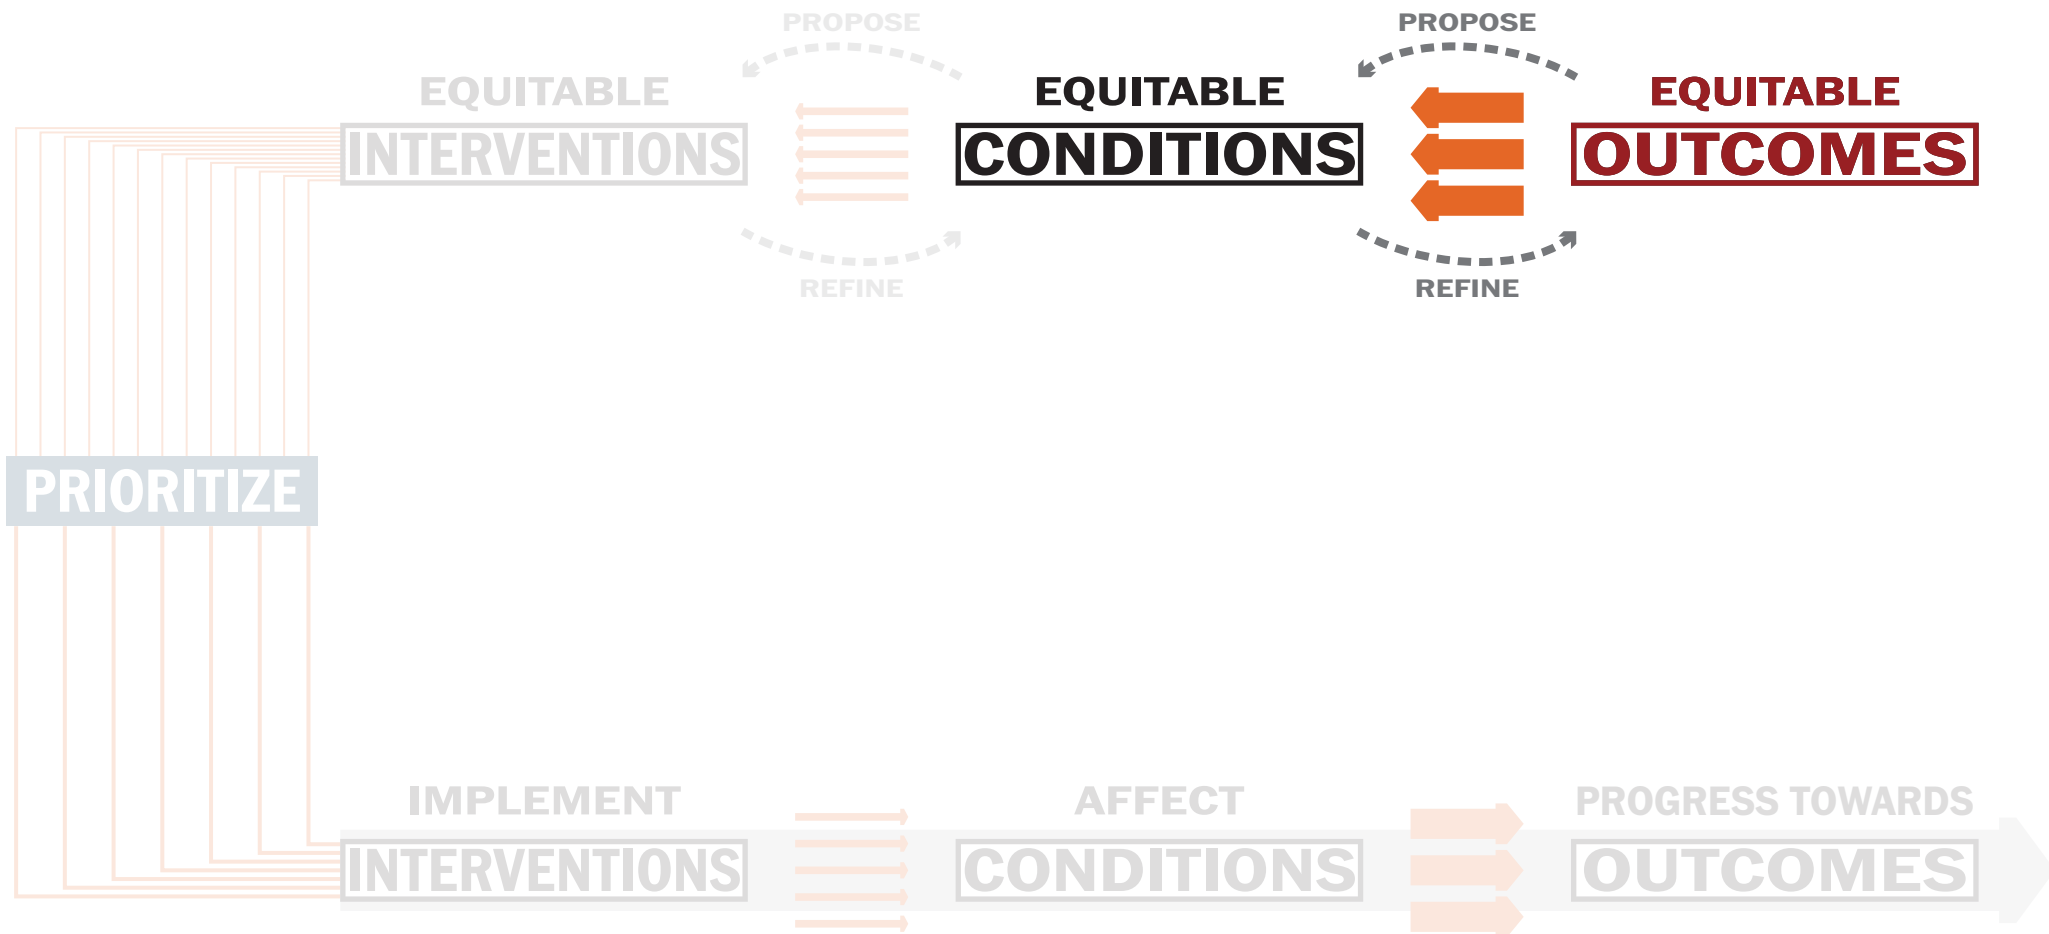 PROPOSE
PROPOSE
EQUITABLE
EQUITABLE
EQUITABLE
INTERVENTIONS
CONDITIONS
OUTCOMES
REFINE
REFINE
PRIORITIZE
IMPLEMENT
AFFECT
PROGRESS TOWARDS
INTERVENTIONS
CONDITIONS
OUTCOMES